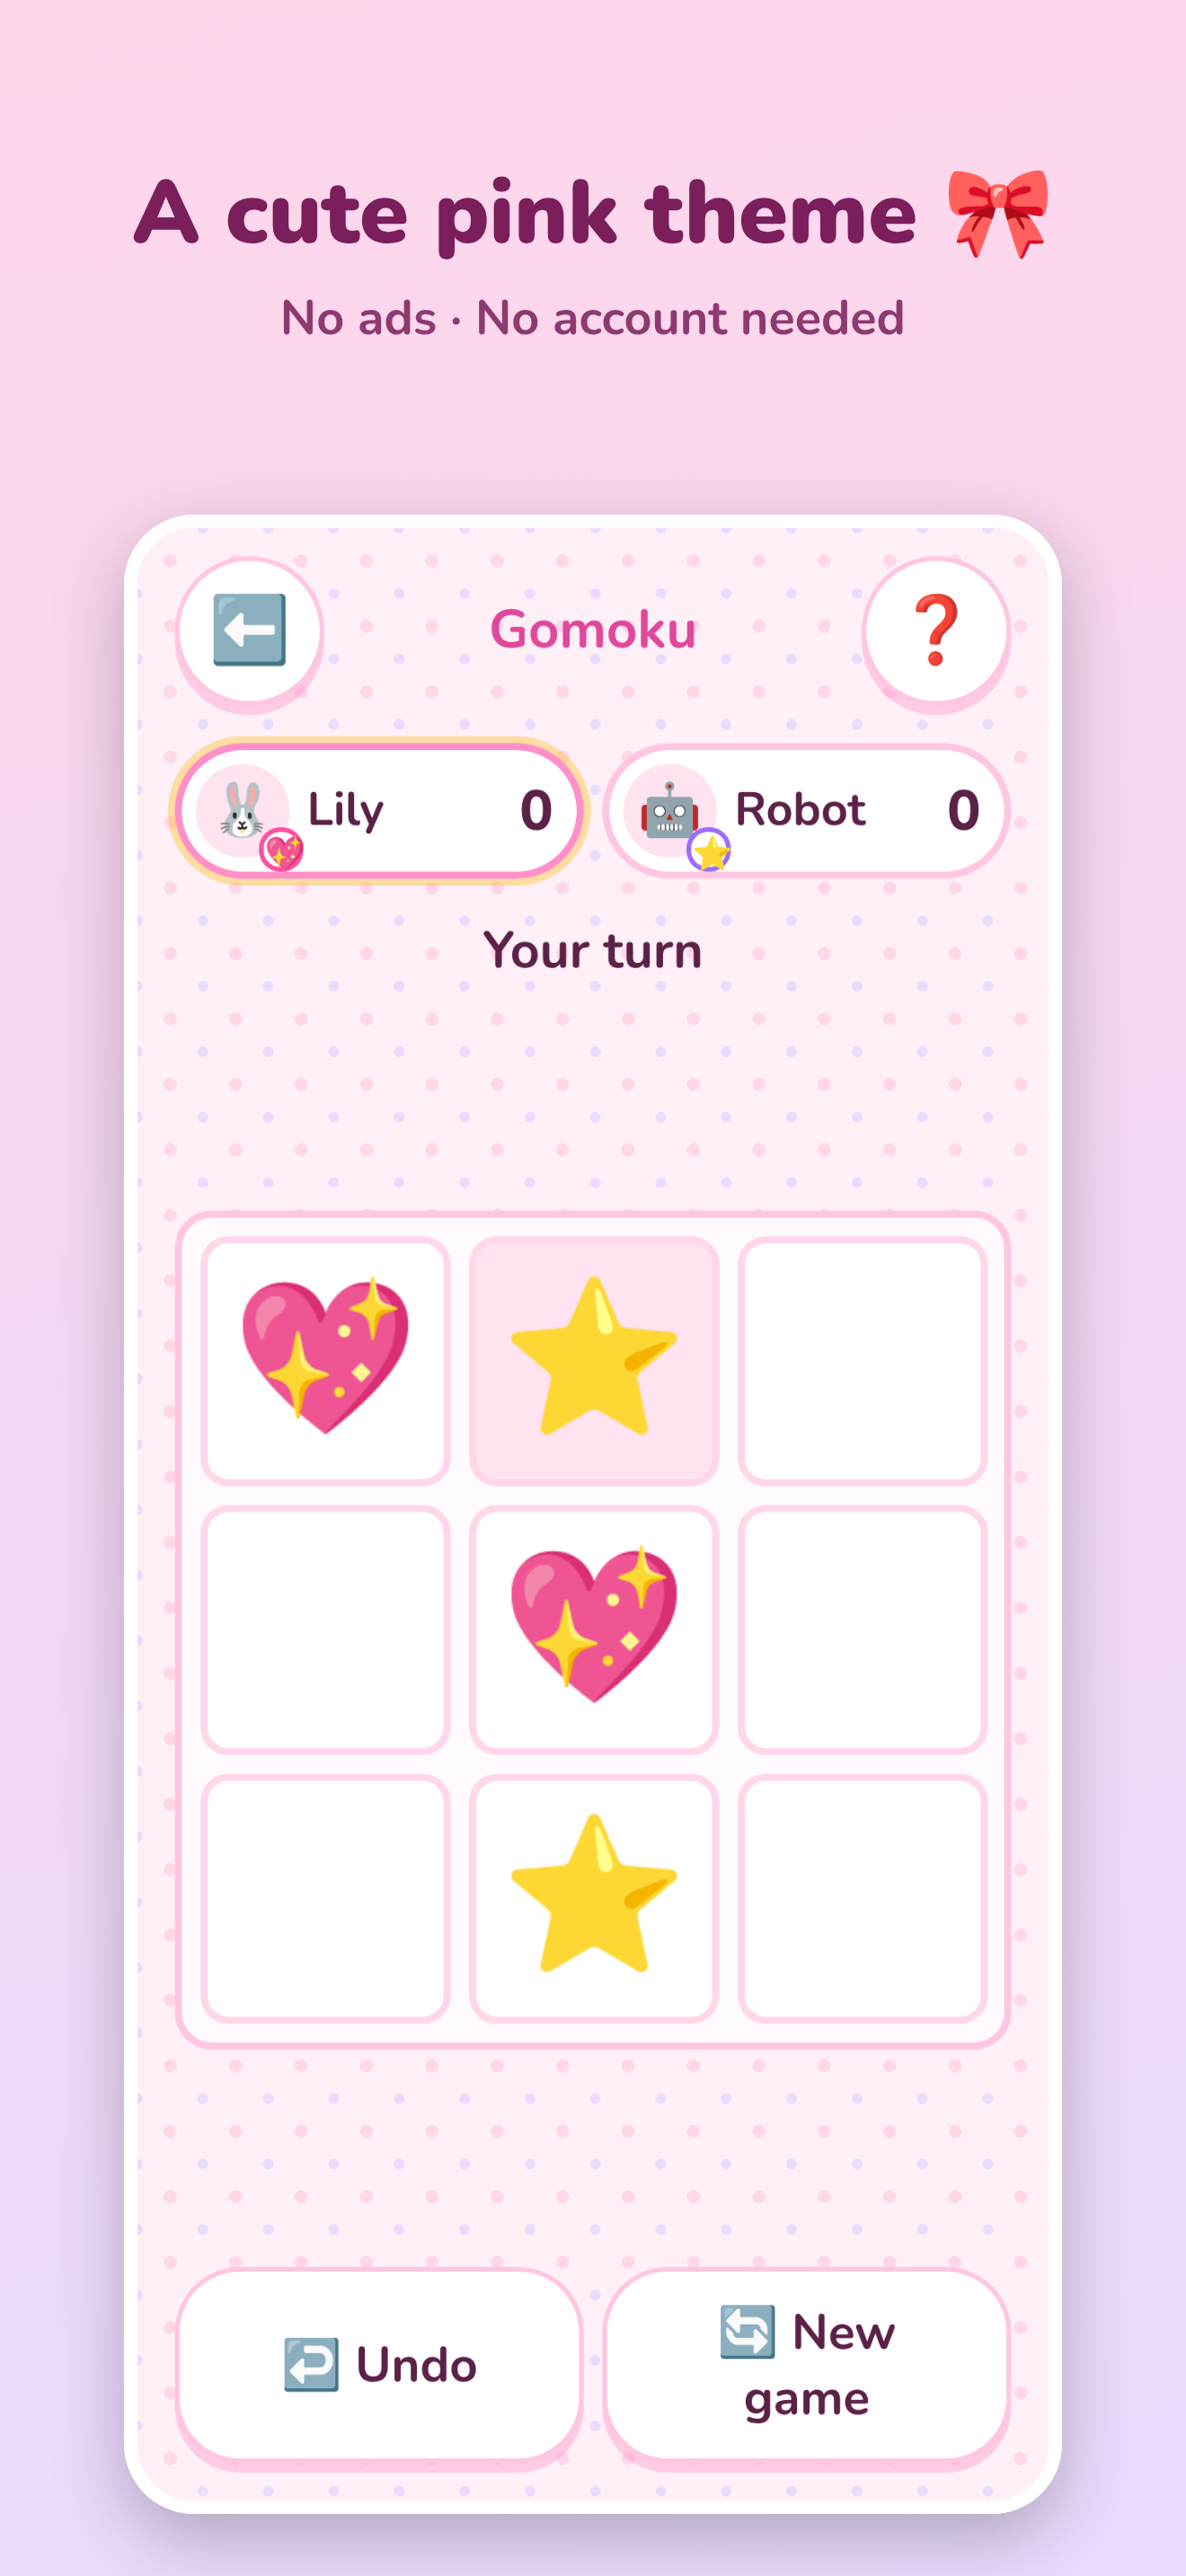 A cute pink theme 🎀
No ads · No account needed
Gomoku
Lily 0
Robot 0
Your turn
Undo
New
game